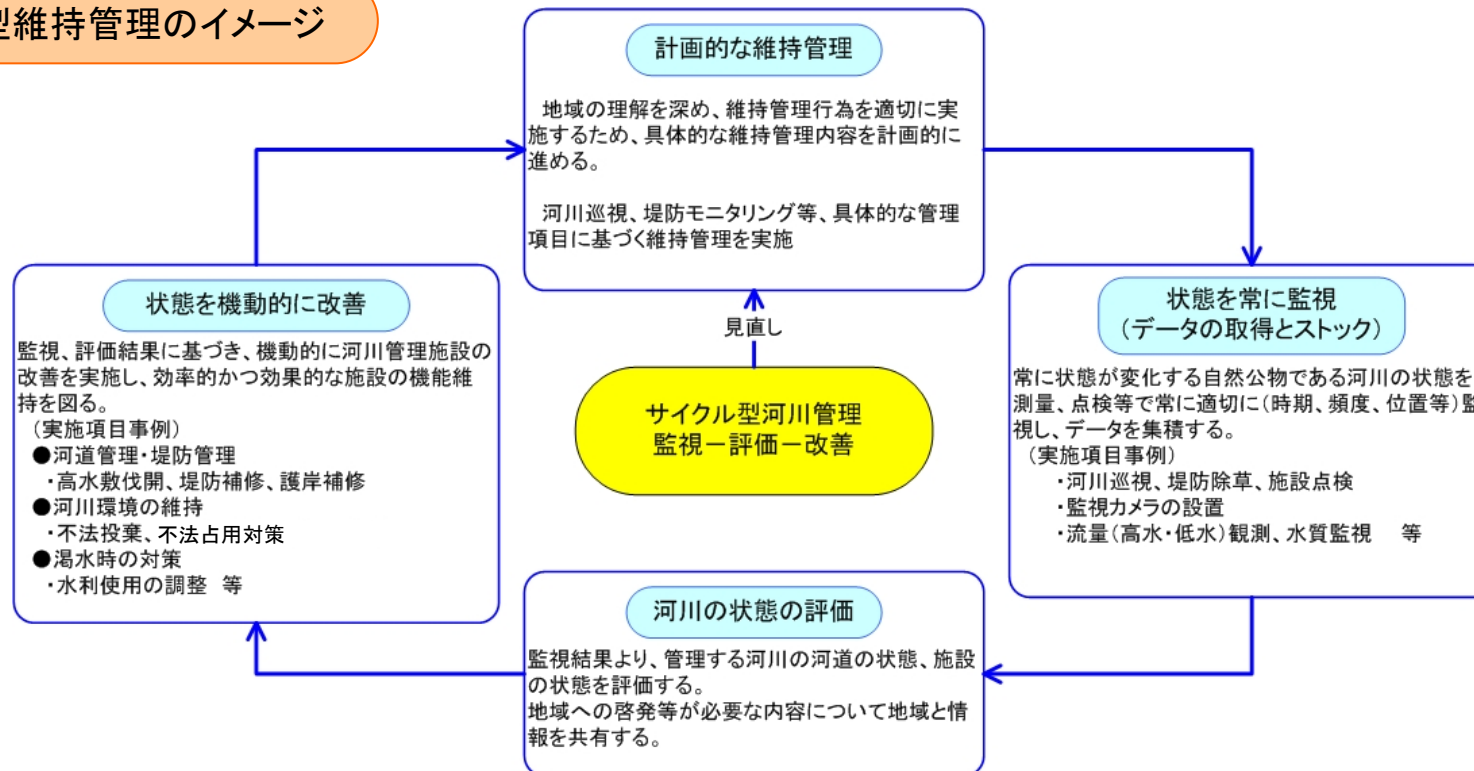 型維持管理のイメージ
計画的な維持管理
地域の理解を深め、維持管理行為を適切に実
施するため、具体的な維持管理内容を計画的に
進める。
河川巡視、堤防モニタリング等、具体的な管理
項目に基づく維持管理を実施
状態を機動的に改善
監視、評価結果に基づき、機動的に河川管理施設の
改善を実施し、効率的かつ効果的な施設の機能維
持を図る。
（実施項目事例）
●河道管理・堤防管理
・高水敷伐開、堤防補修、護岸補修
●河川環境の維持
・不法投棄、不法占用対策
●渇水時の対策
・水利使用の調整 等
見直し
サイクル型河川管理
監視－評価－改善
状態を常に監視
（データの取得とストック）
常に状態が変化する自然公物である河川の状態を
測量、点検等で常に適切に（時期、頻度、位置等）監
視し、データを集積する。
（実施項目事例）
・河川巡視、堤防除草、施設点検
・監視カメラの設置
・流量（高水・低水）観測、水質監視 等
河川の状態の評価
監視結果より、管理する河川の河道の状態、施設
の状態を評価する。
地域への啓発等が必要な内容について地域と情
報を共有する。